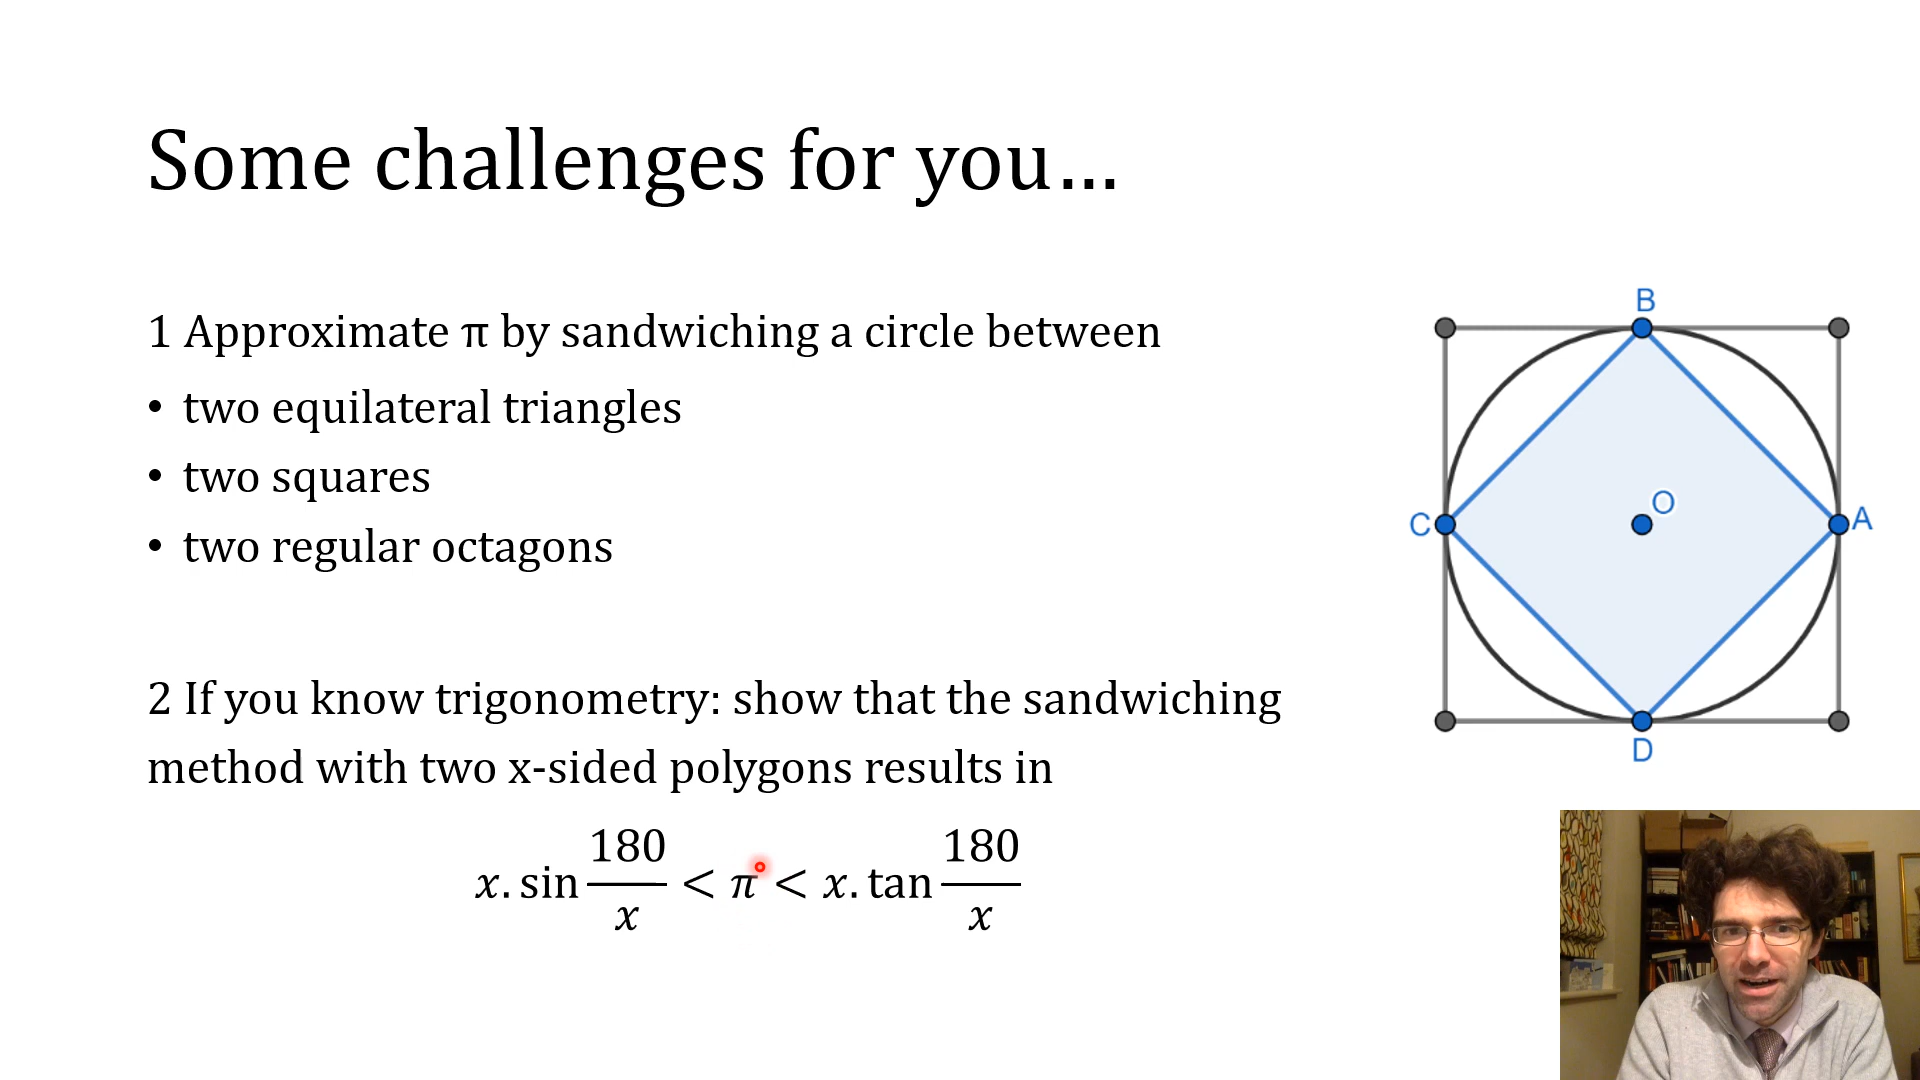 Some challenges for you…
1 Approximate π by sandwiching a circle between
• two equilateral triangles
• two squares
• two regular octagons
2 If you know trigonometry: show that the sandwiching
method with two x-sided polygons results in
x. sin 180/x < π < x. tan 180/x
B
O
C
A
D